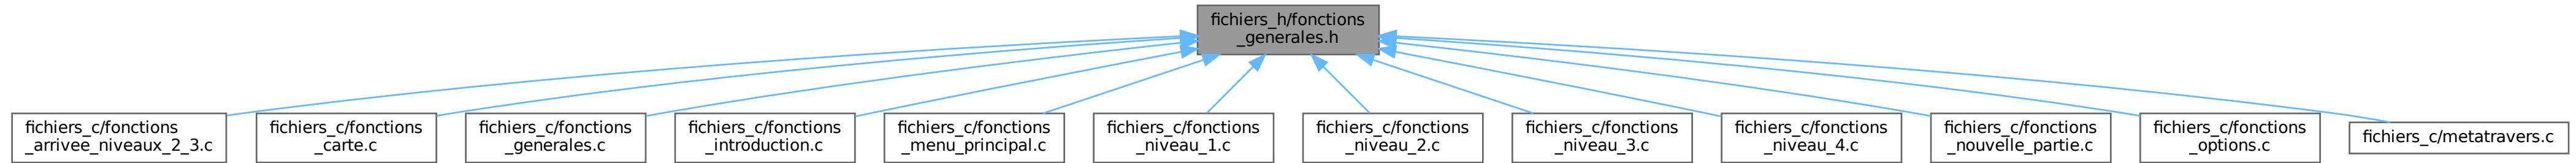 fichiers_h/fonctions
_generales.h
fichiers_c/fonctions
_arrivee_niveaux_2_3.c
fichiers_c/fonctions
_carte.c
fichiers_c/fonctions
_generales.c
fichiers_c/fonctions
_introduction.c
fichiers_c/fonctions
_menu_principal.c
fichiers_c/fonctions
_niveau_1.c
fichiers_c/fonctions
_niveau_2.c
fichiers_c/fonctions
_niveau_3.c
fichiers_c/fonctions
_niveau_4.c
fichiers_c/fonctions
_nouvelle_partie.c
fichiers_c/fonctions
_options.c
fichiers_c/metatravers.c